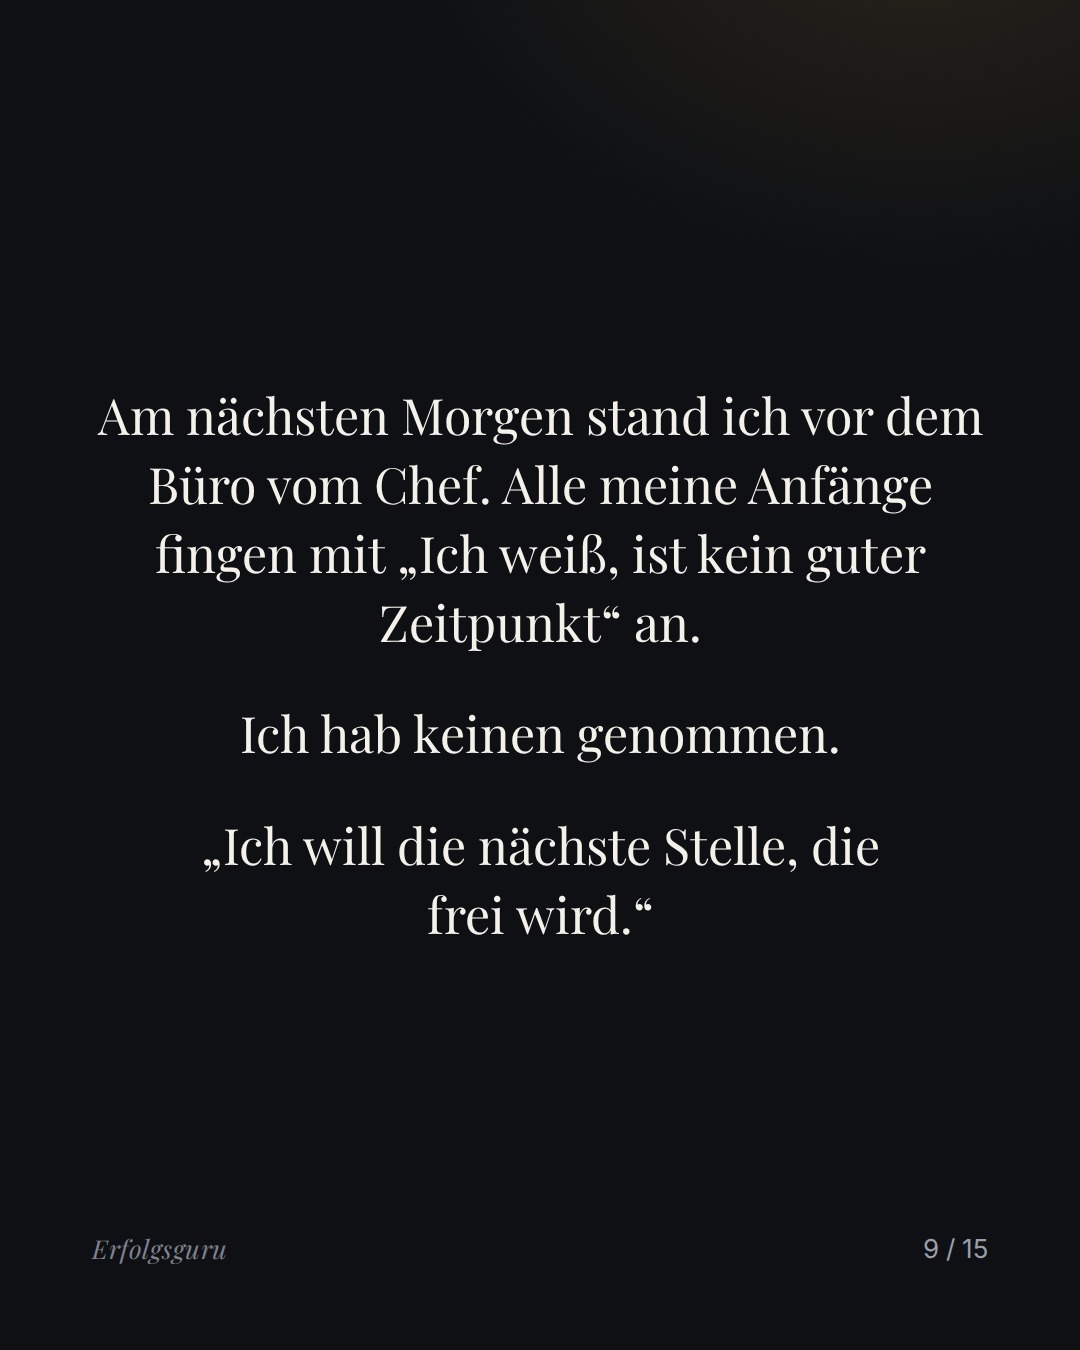 Am nächsten Morgen stand ich vor dem
Büro vom Chef. Alle meine Anfänge
fingen mit „Ich weiß, ist kein guter
Zeitpunkt“ an.
Ich hab keinen genommen.
„Ich will die nächste Stelle, die
frei wird.“
Erfolgsguru
9 / 15